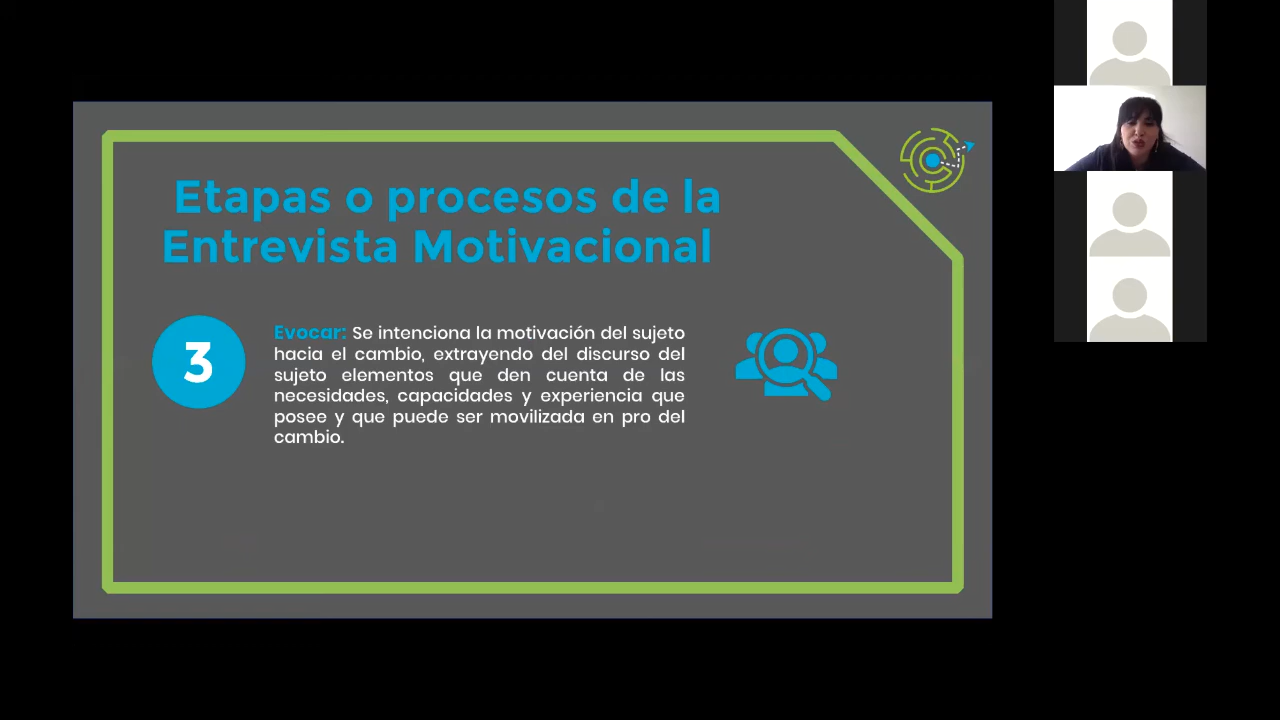 Etapas o procesos de la
Entrevista Motivacional
3
Evocar: Se intenciona la motivación del sujeto
hacia el cambio, extrayendo del discurso del
sujeto elementos que den cuenta de las
necesidades, capacidades y experiencia que
posee y que puede ser movilizada en pro del
cambio.